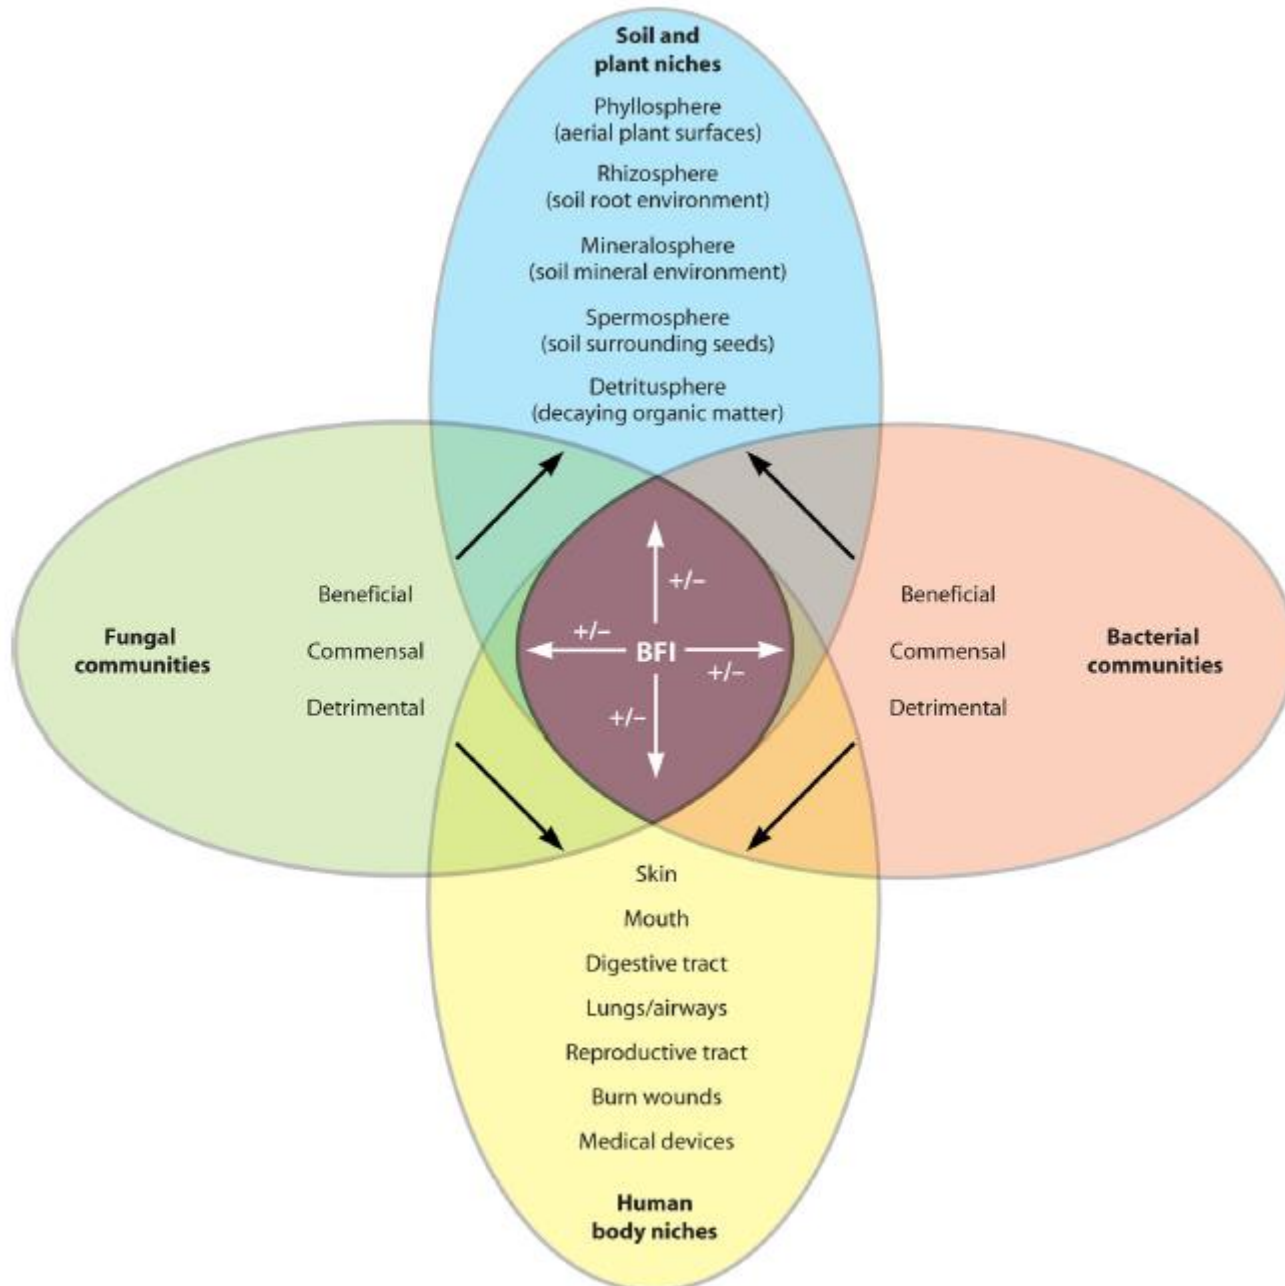 Soil and
plant niches
Phyllosphere
(aerial plant surfaces)
Rhizosphere
(soil root environment)
Mineralosphere
(soil mineral environment)
Spermosphere
(soil surrounding seeds)
Detritusphere
(decaying organic matter)
Fungal
communities
Beneficial
Commensal
Detrimental
+/–
+/–
BFI
+/–
+/–
Beneficial
Commensal
Detrimental
Bacterial
communities
Skin
Mouth
Digestive tract
Lungs/airways
Reproductive tract
Burn wounds
Medical devices
Human
body niches